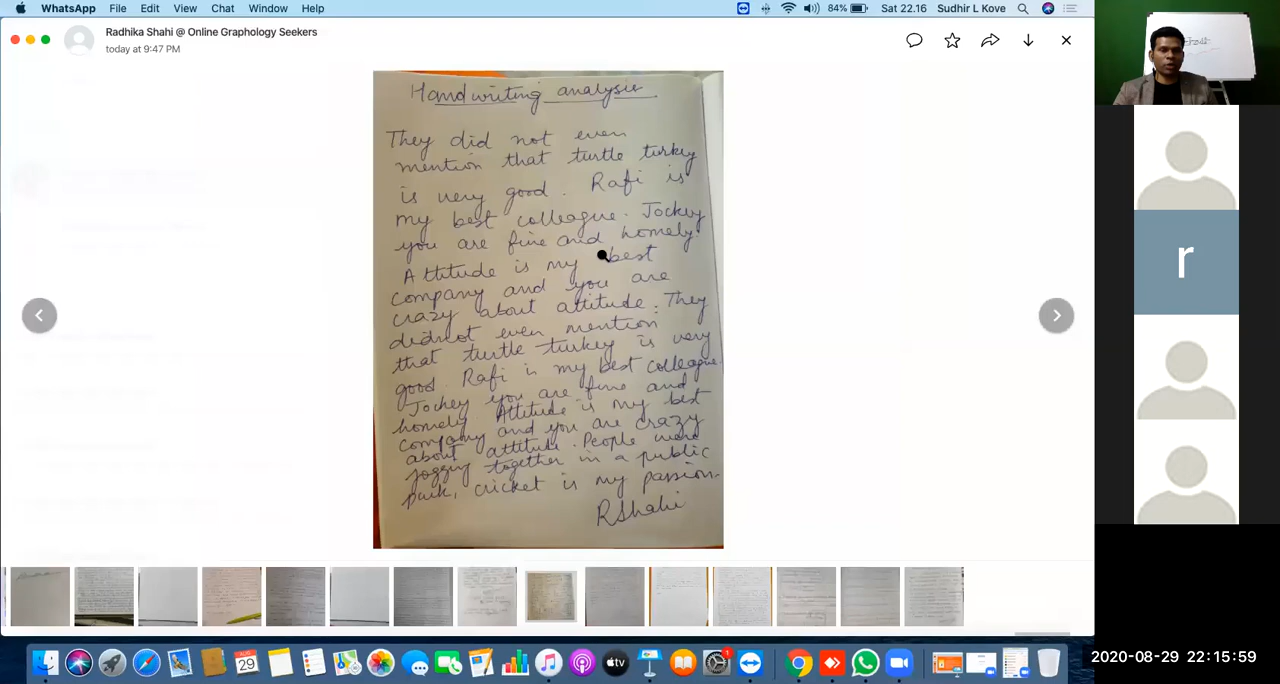 WhatsApp File Edit View Chat Window Help
84% Sat 22.16 Sudhir L Kove
Radhika Shahi @ Online Graphology Seekers
today at 9:47 PM
Handwriting analysis
They did not even
mention that turtle turkey
is very good. Rafi is
my best colleague. Jockey
you are fine and homely.
Attitude is my best
company and you are
crazy about attitude. They
did not even mention
that turtle turkey is very
good. Rafi is my best colleague.
Jockey you are fine and
homely Attitude is my best
company and you are crazy
about attitude. People were
jogging together in a public
park, cricket is my passion.
RShahi
r
AUG
29
tv
1
2020-08-29 22:15:59